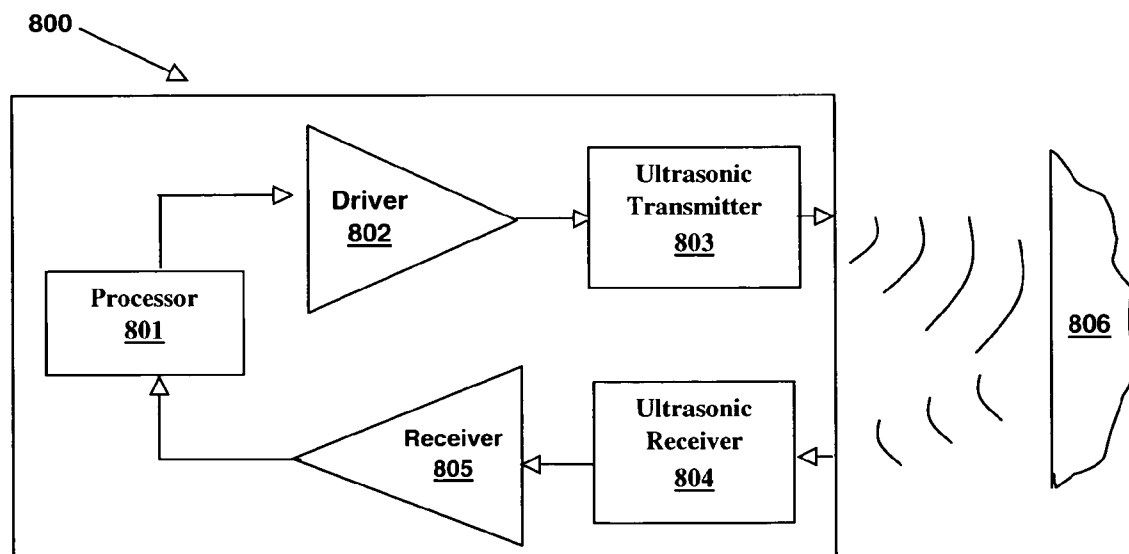 800
Driver
802
Ultrasonic
Transmitter
803
Processor
801
806
Receiver
805
Ultrasonic
Receiver
804